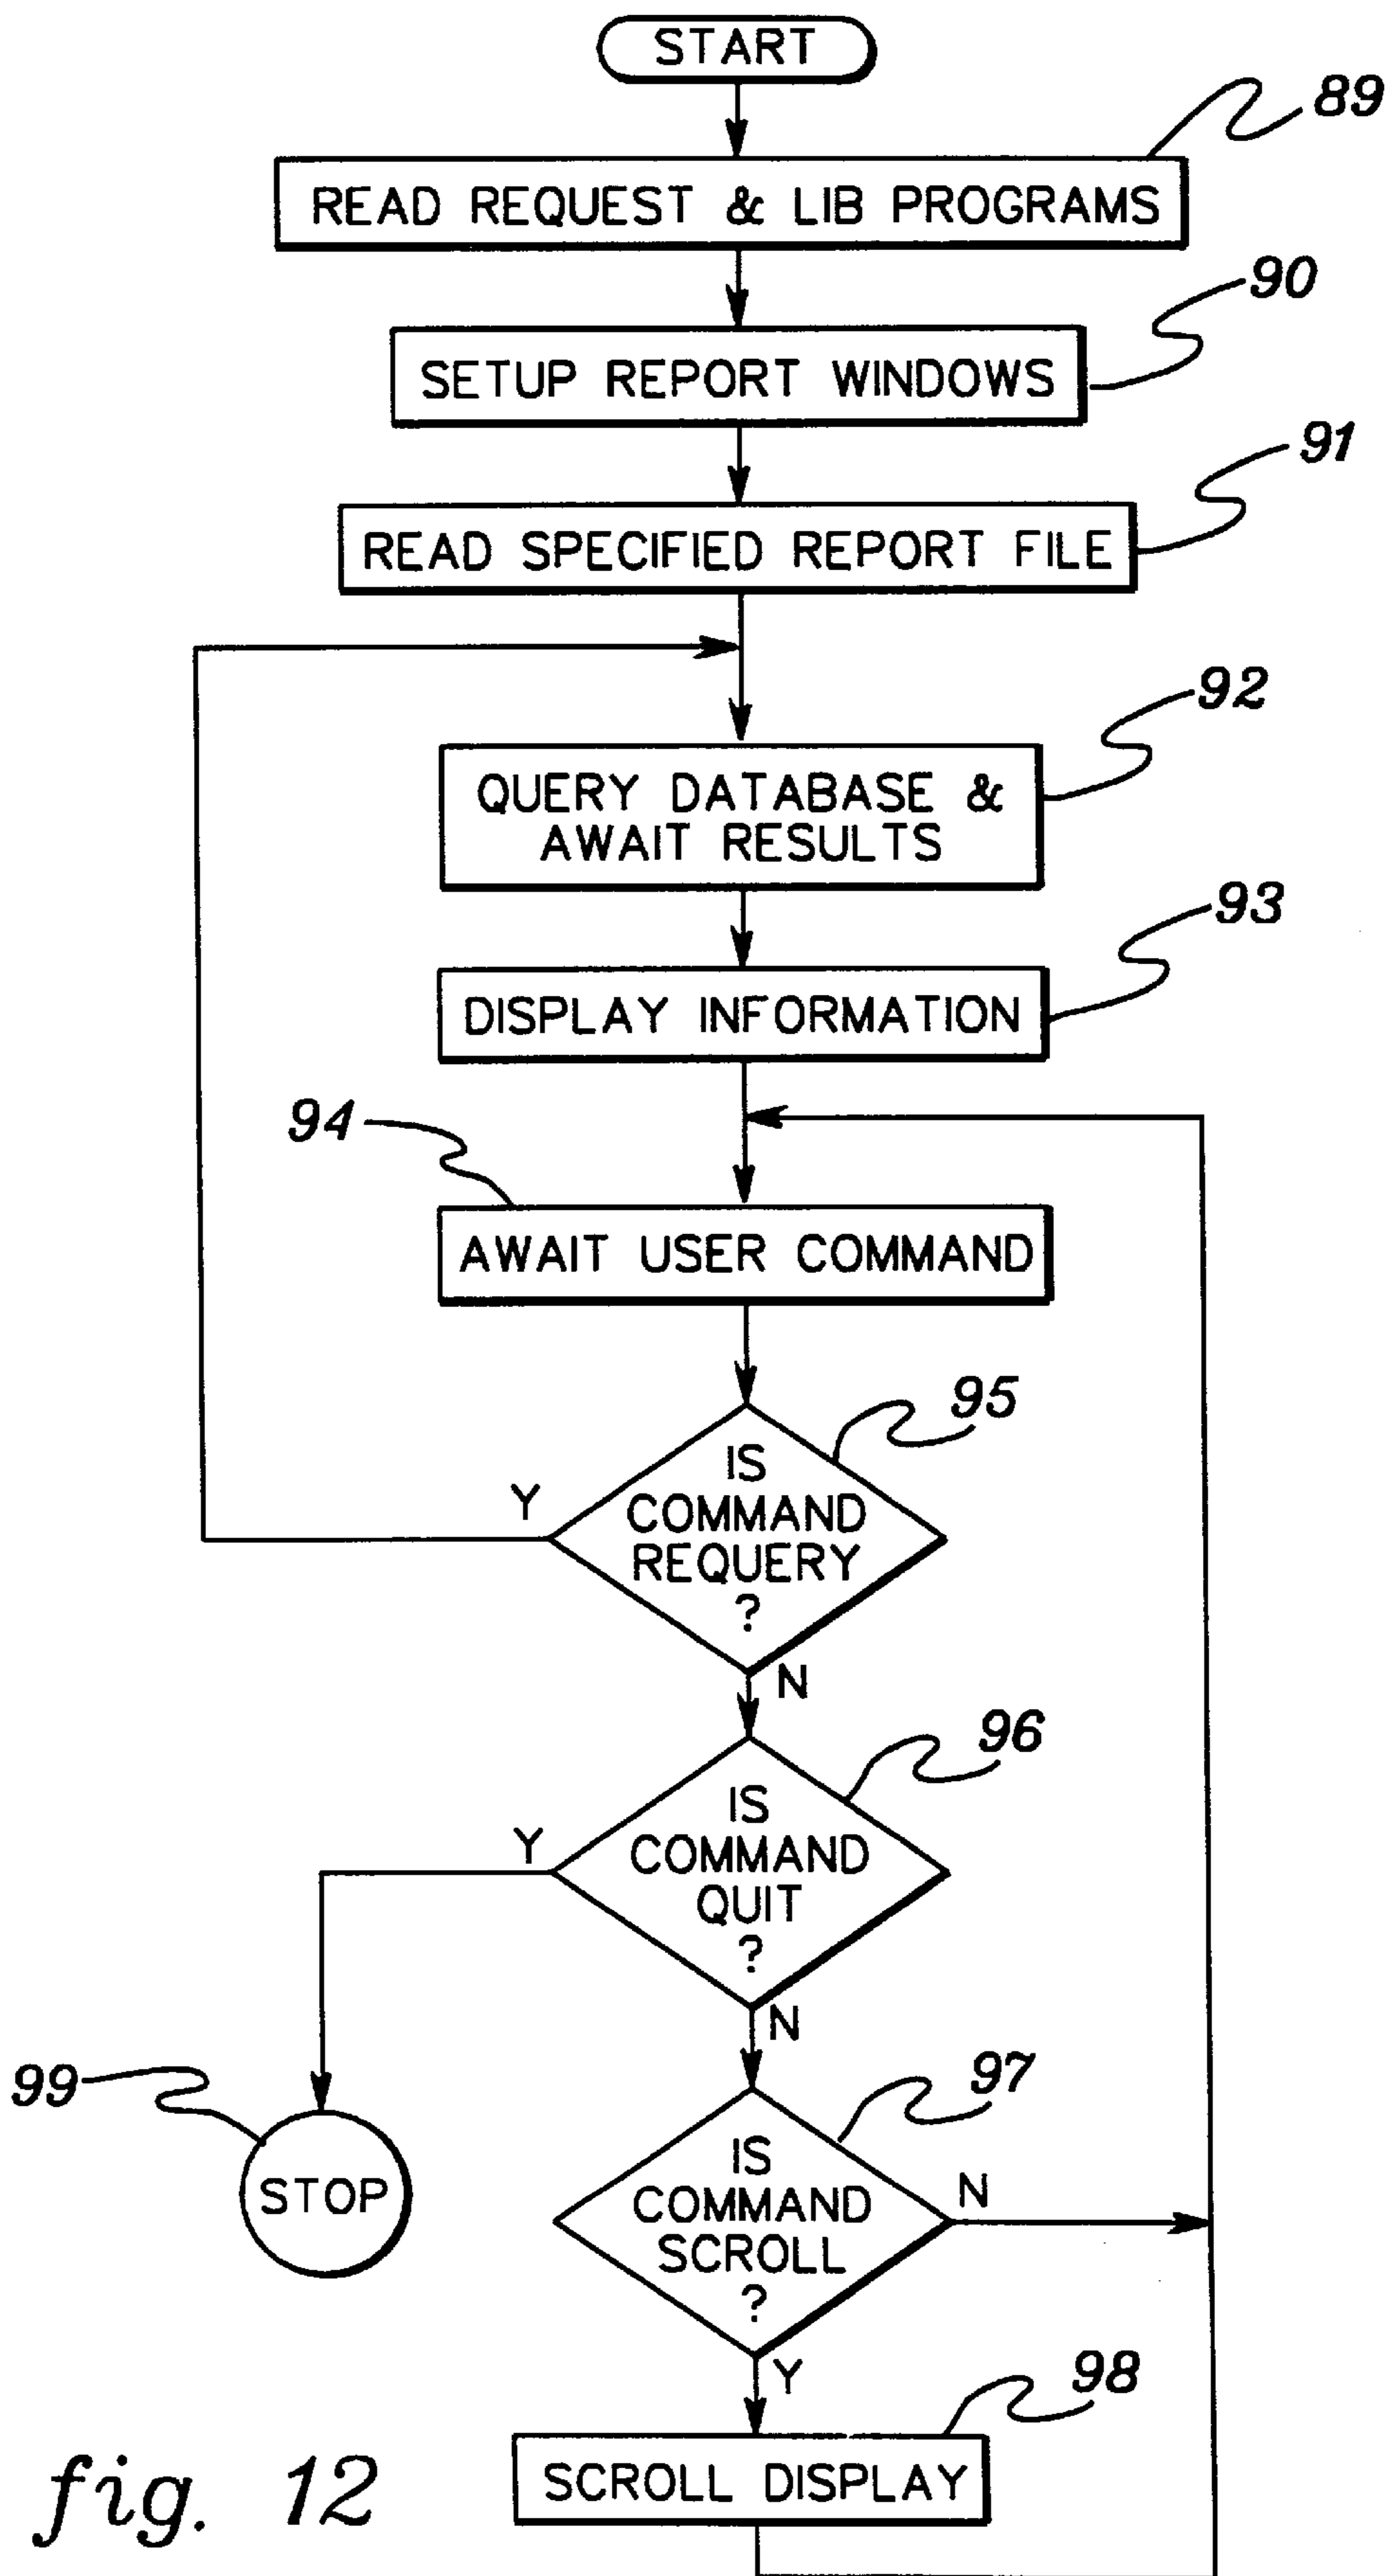 START
89
READ REQUEST & LIB PROGRAMS
90
SETUP REPORT WINDOWS
91
READ SPECIFIED REPORT FILE
92
QUERY DATABASE &
AWAIT RESULTS
93
DISPLAY INFORMATION
94
AWAIT USER COMMAND
95
IS
COMMAND
REQUERY
?
Y
N
96
IS
COMMAND
QUIT
?
Y
N
99
STOP
97
IS
COMMAND
SCROLL
?
N
Y
98
SCROLL DISPLAY
fig. 12